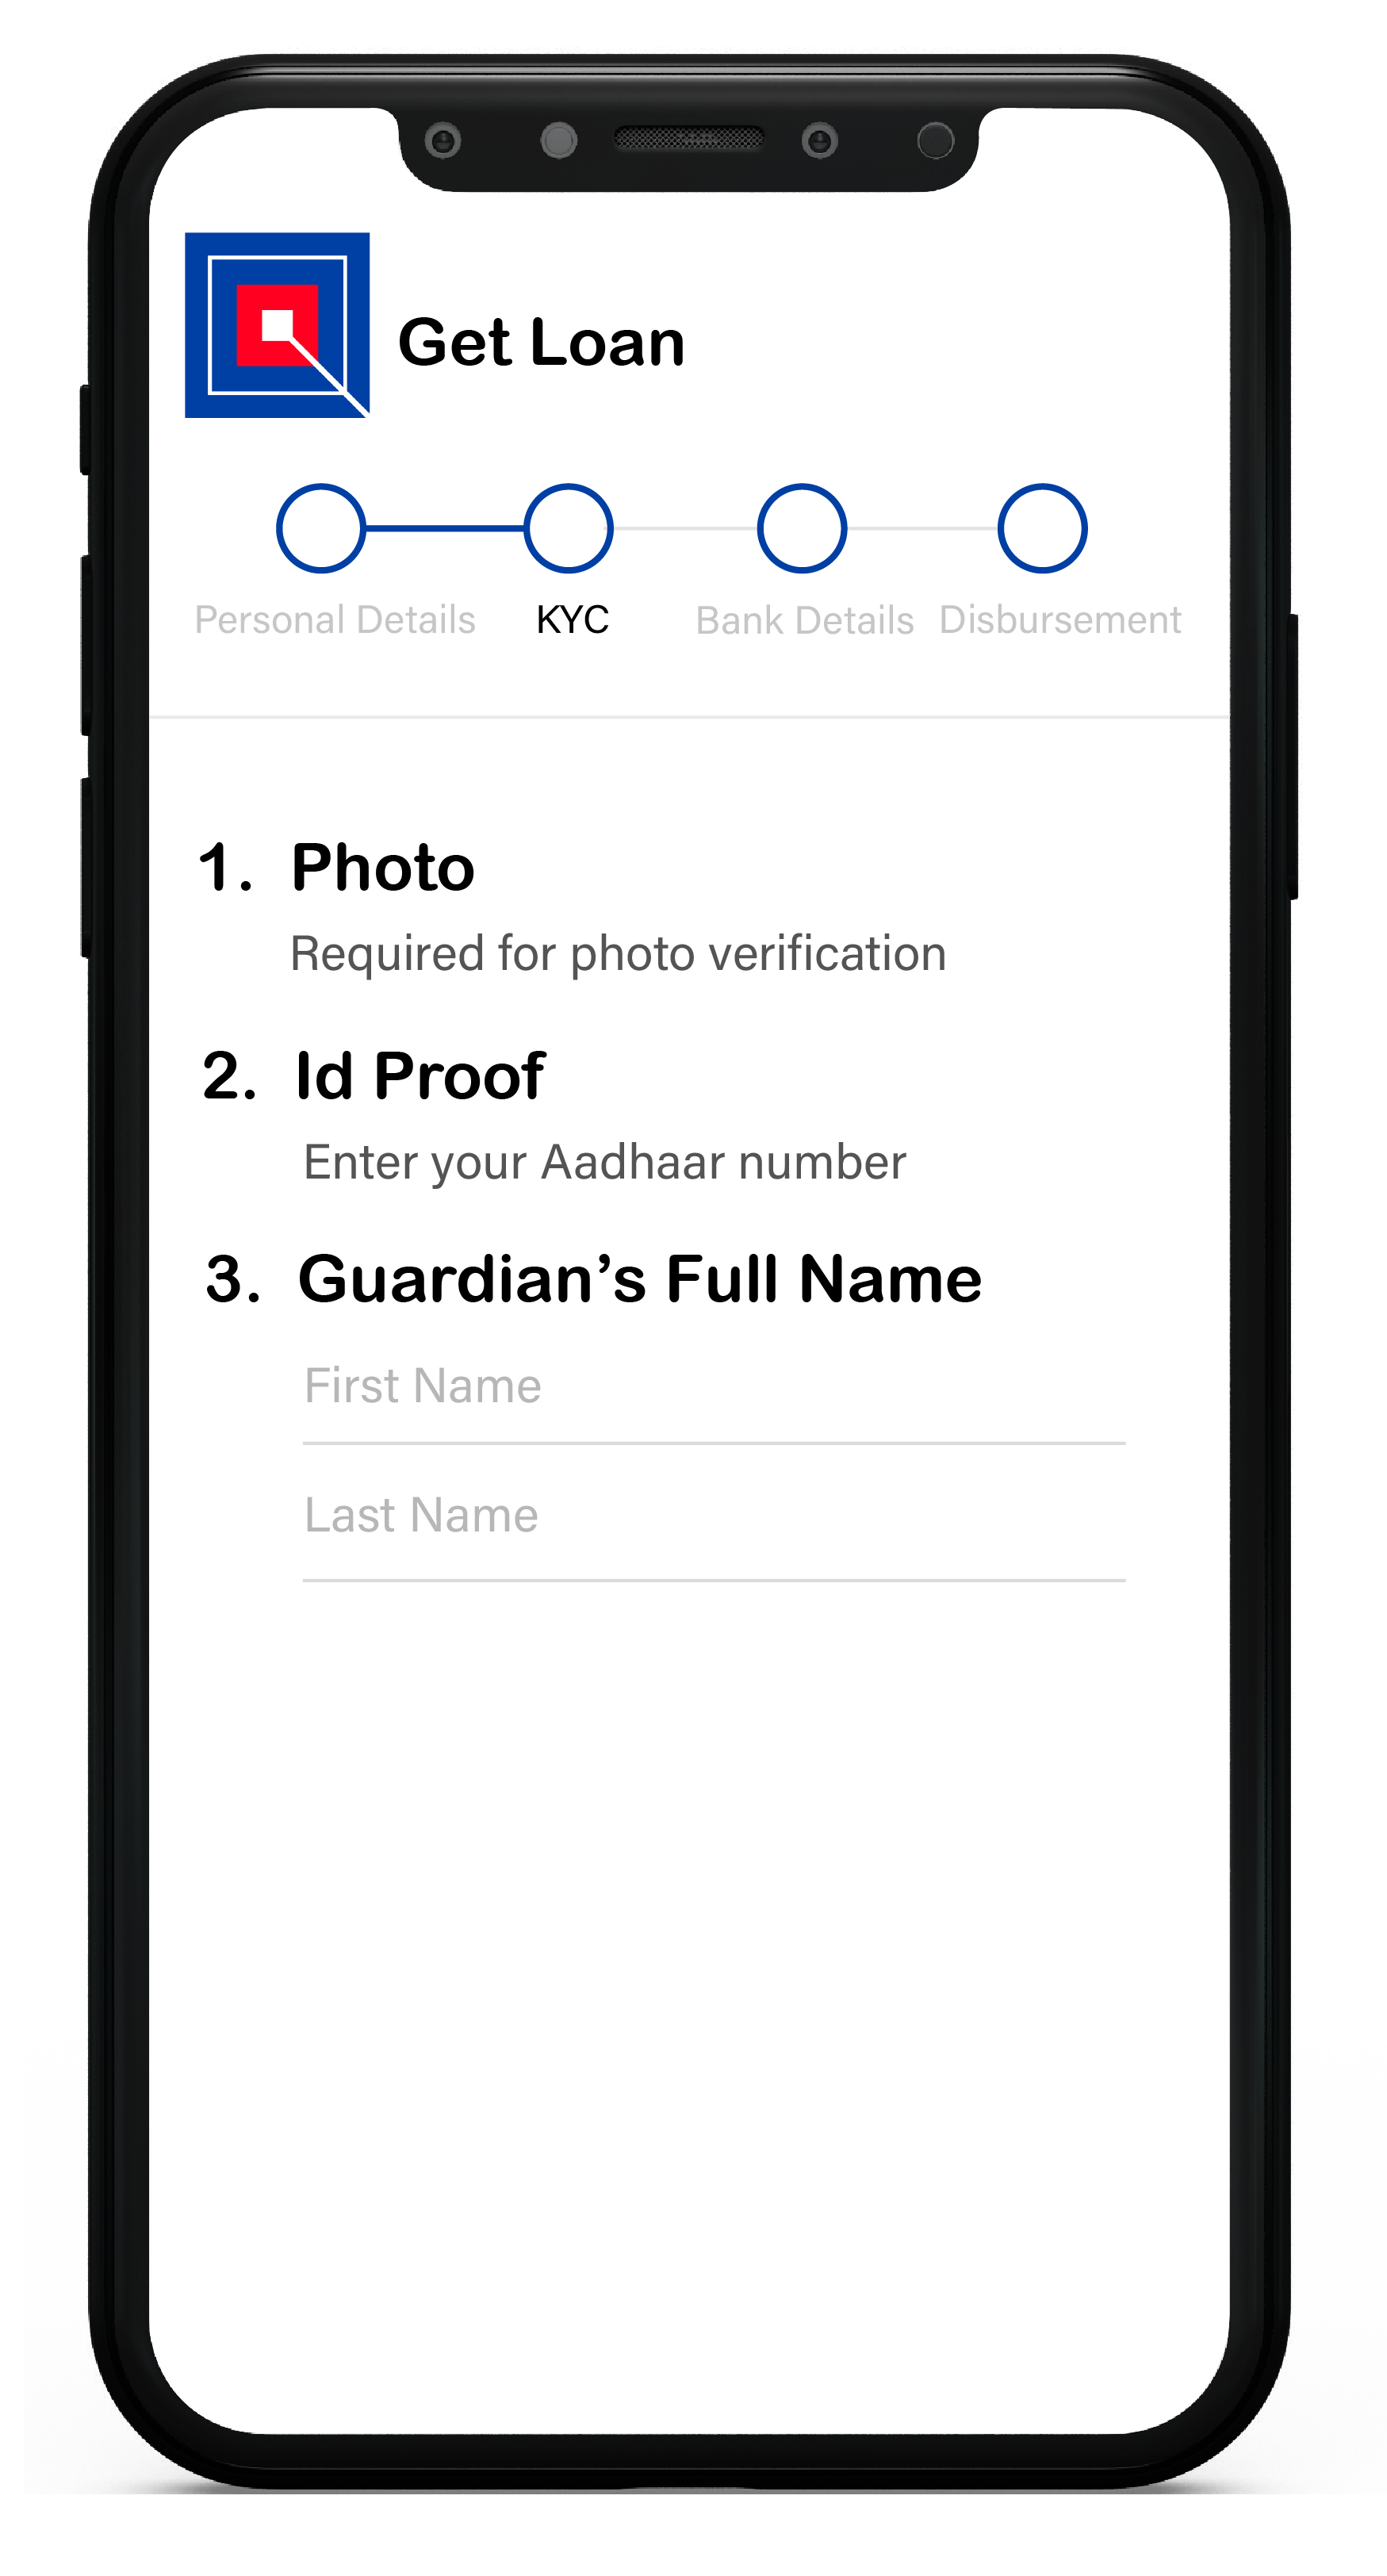 Get Loan
Personal Details KYC Bank Details Disbursement
1. Photo
Required for photo verification
2. Id Proof
Enter your Aadhaar number
3. Guardian’s Full Name
First Name
Last Name